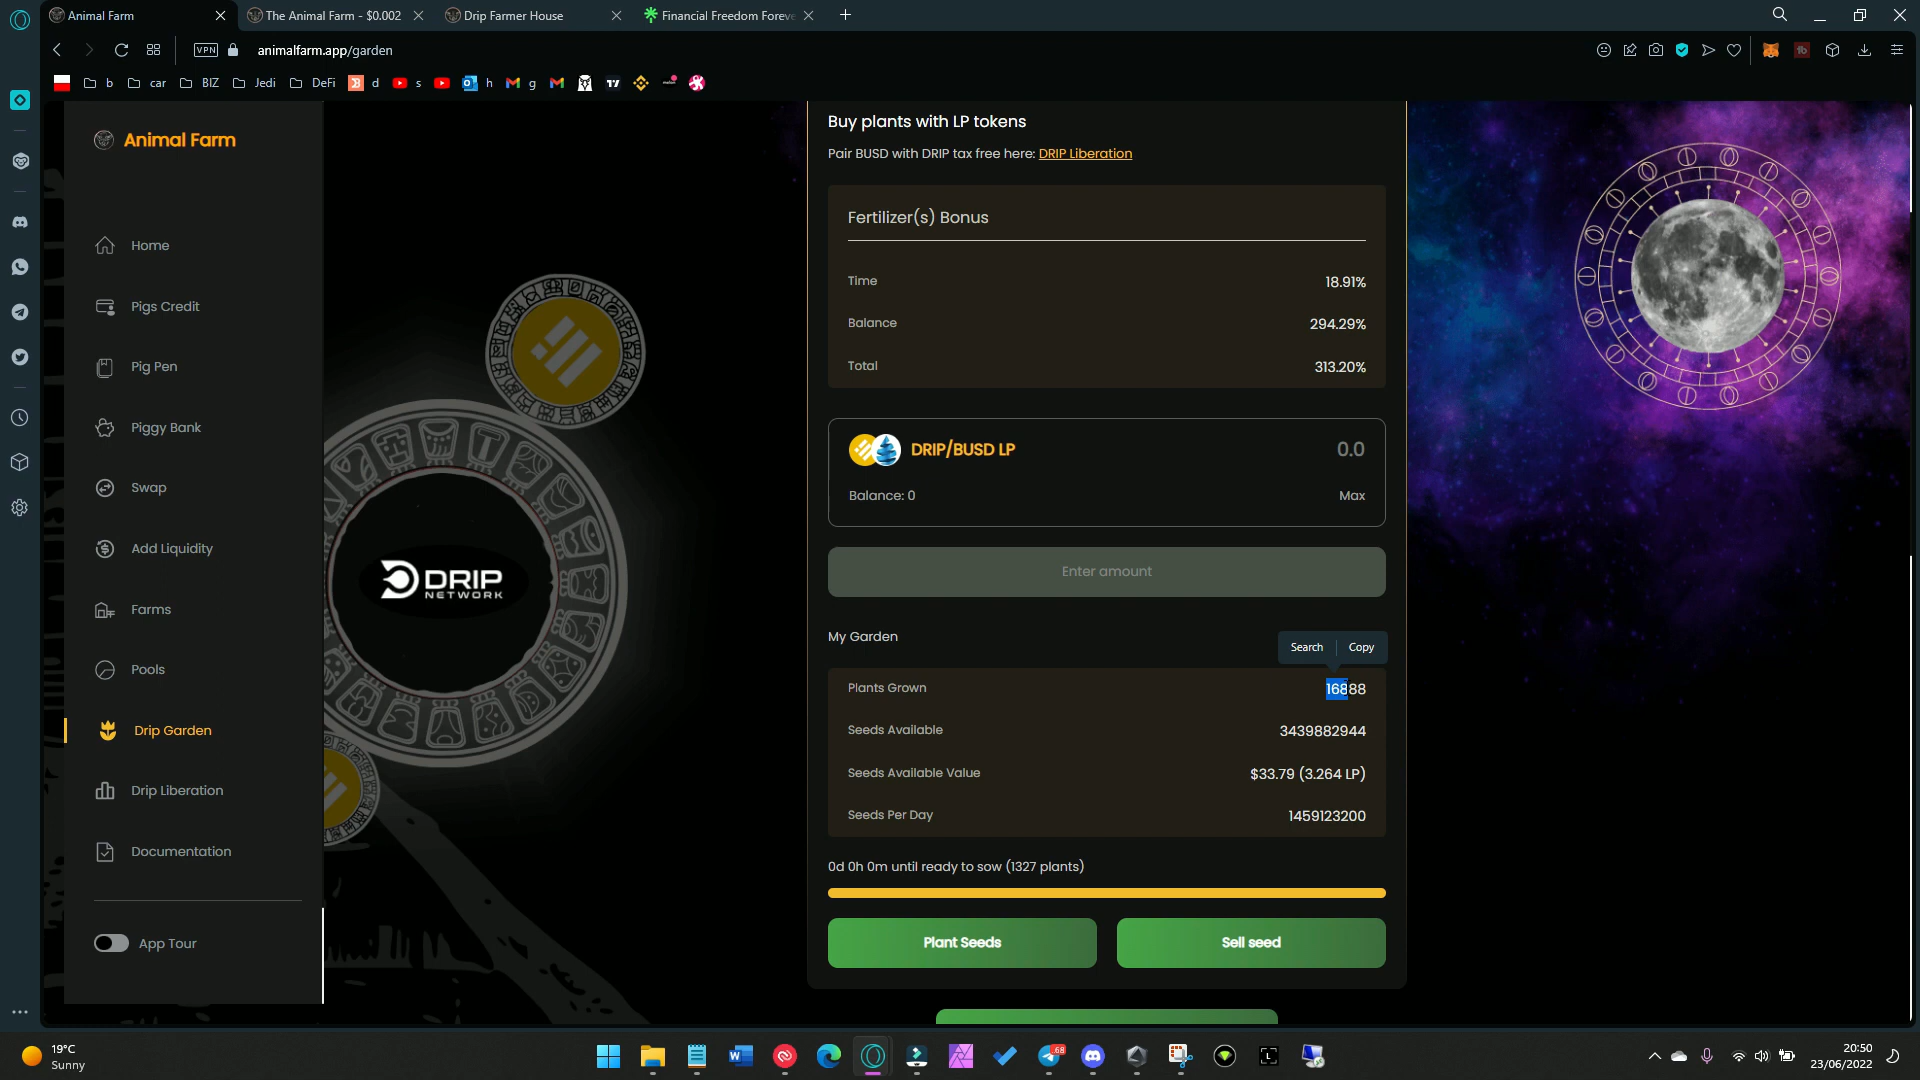 Animal Farm
The Animal Farm - $0.002
Drip Farmer House
Financial Freedom Foreve
VPN
animalfarm.app/garden
b
car
BIZ
Jedi
DeFi
d
s
h
g
Animal Farm
Home
Pigs Credit
Pig Pen
Piggy Bank
Swap
Add Liquidity
Farms
Pools
Drip Garden
Drip Liberation
Documentation
App Tour
DRIP
NETWORK
Buy plants with LP tokens
Pair BUSD with DRIP tax free here: DRIP Liberation
Fertilizer(s) Bonus
Time 18.91%
Balance 294.29%
Total 313.20%
DRIP/BUSD LP 0.0
Balance: 0 Max
Enter amount
My Garden
Search Copy
Plants Grown 16888
Seeds Available 3439882944
Seeds Available Value $33.79 (3.264 LP)
Seeds Per Day 1459123200
0d 0h 0m until ready to sow (1327 plants)
Plant Seeds Sell seed
19°C
Sunny
68
20:50
23/06/2022